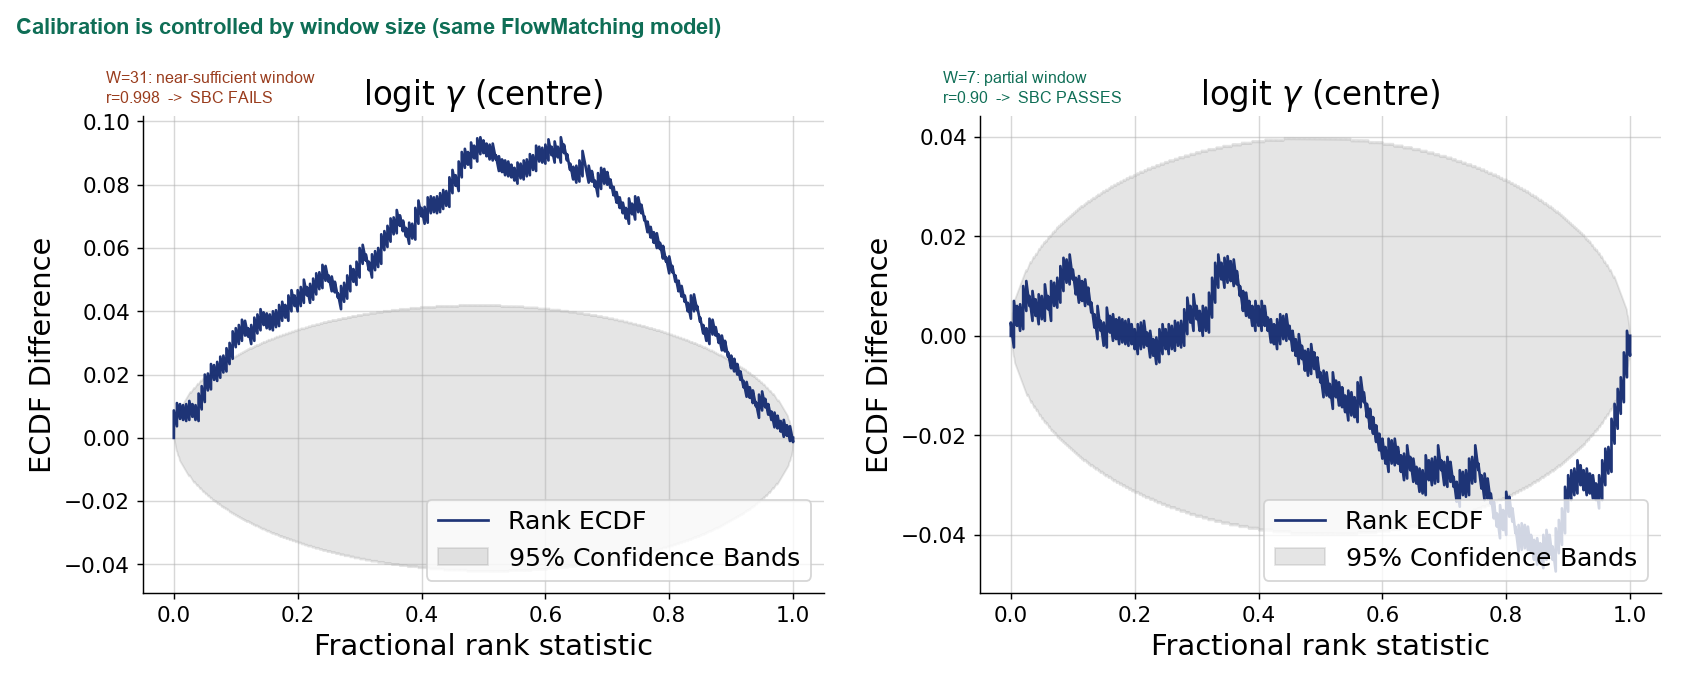 Calibration is controlled by window size (same FlowMatching model)
W=31: near-sufficient window
r=0.998 -> SBC FAILS
logit γ (centre)
ECDF Difference
0.10
0.08
0.06
0.04
0.02
0.00
−0.02
−0.04
Rank ECDF
95% Confidence Bands
0.0 0.2 0.4 0.6 0.8 1.0
Fractional rank statistic
W=7: partial window
r=0.90 -> SBC PASSES
logit γ (centre)
ECDF Difference
0.04
0.02
0.00
−0.02
−0.04
Rank ECDF
95% Confidence Bands
0.0 0.2 0.4 0.6 0.8 1.0
Fractional rank statistic